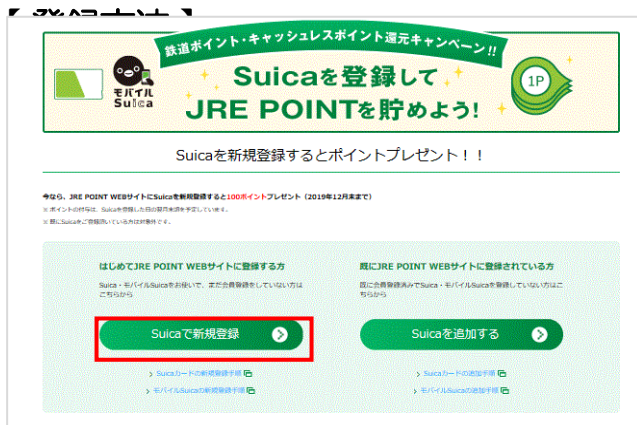 【登録方法】
鉄道ポイント・キャッシュレスポイント還元キャンペーン!!
モバイル
Suica
Suicaを登録して
JRE POINTを貯めよう!
1P
Suicaを新規登録するとポイントプレゼント！！
今なら、JRE POINT WEBサイトにSuicaを新規登録すると100ポイントプレゼント（2019年12月末まで）
※ ポイントの付与は、Suicaを登録した日の翌月末頃を予定しています。
※ 既にSuicaをご登録頂いている方は対象外です。
はじめてJRE POINT WEBサイトに登録する方
Suica・モバイルSuicaをお使いで、まだ会員登録をしていない方は
こちらから
Suicaで新規登録
Suicaカードの新規登録手順
モバイルSuicaの新規登録手順
既にJRE POINT WEBサイトに登録されている方
既に会員登録済みでSuica・モバイルSuicaを登録していない方はこ
ちらから
Suicaを追加する
Suicaカードの追加手順
モバイルSuicaの追加手順